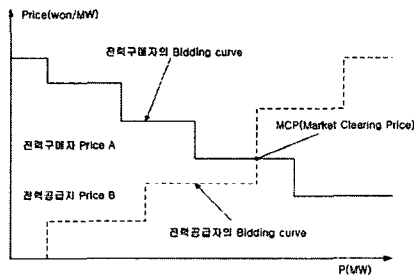 Price(won/MW)
전력구매자의 Bidding curve
MCP(Market Clearing Price)
전력구매자 Price A
전력공급자 Price B
전력공급자의 Bidding curve
P(MW)